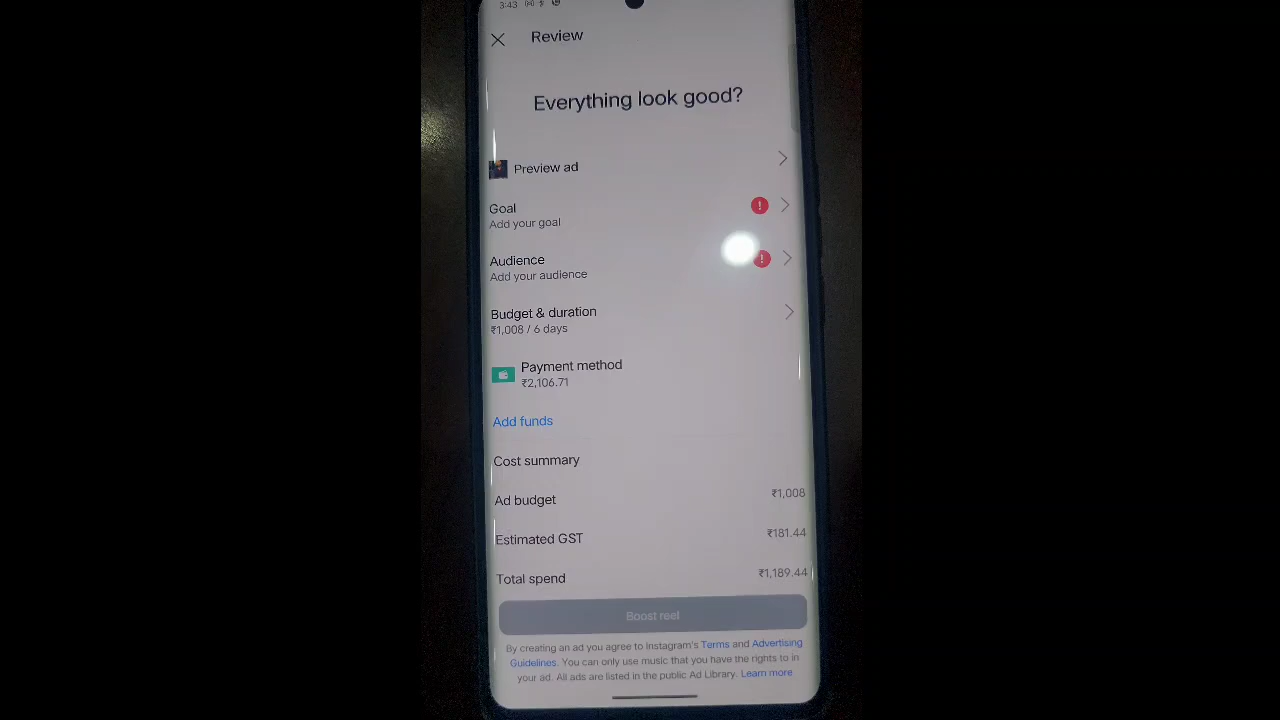 3:43
Review
Everything look good?
Preview ad
Goal
Add your goal
Audience
Add your audience
Budget & duration
₹1,008 / 6 days
Payment method
₹2,106.71
Add funds
Cost summary
Ad budget ₹1,008
Estimated GST ₹181.44
Total spend ₹1,189.44
Boost reel
By creating an ad you agree to Instagram's Terms and Advertising
Guidelines. You can only use music that you have the rights to in
your ad. All ads are listed in the public Ad Library. Learn more